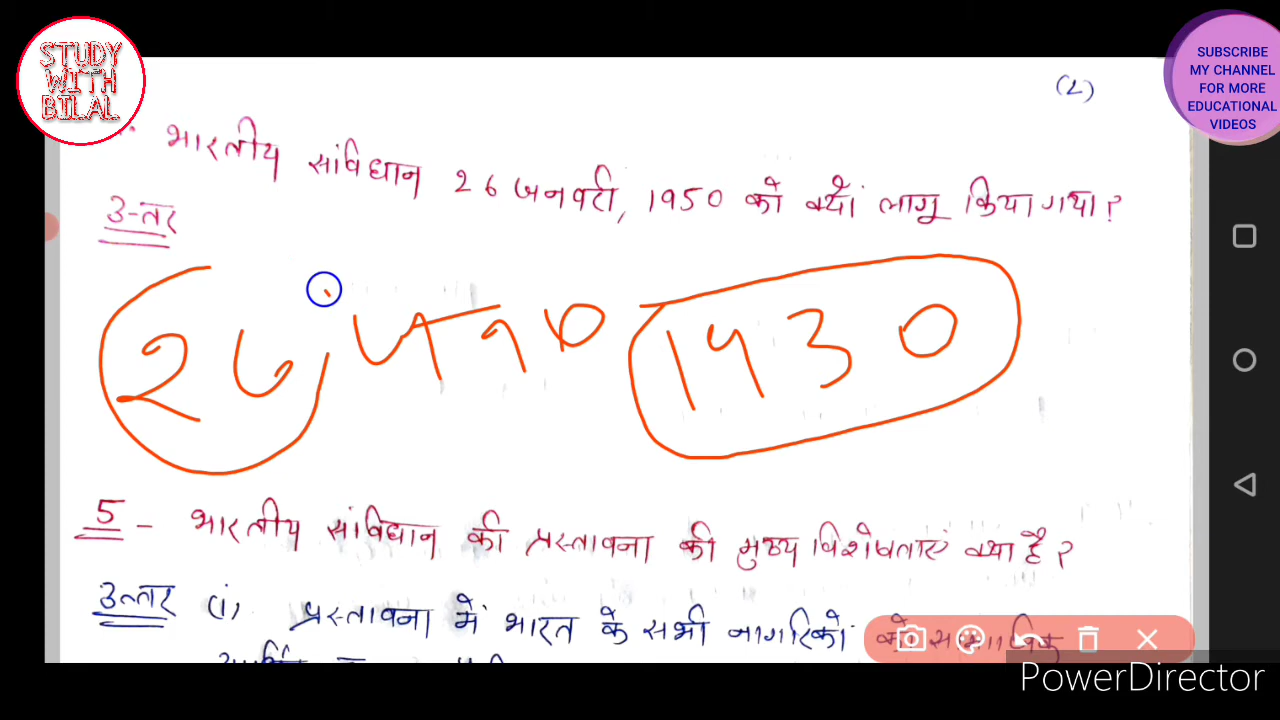 STUDY
WITH
BILAL
SUBSCRIBE
MY CHANNEL
FOR MORE
EDUCATIONAL
VIDEOS
(2)
भारतीय संविधान 26 जनवरी, 1950 को क्यों लागू किया गया?
उत्तर
26 1930
5 - भारतीय संविधान की प्रस्तावना की मुख्य विशेषताएं क्या है?
उत्तर (i) प्रस्तावना में भारत के सभी नागरिकों को सामाजिक
PowerDirector